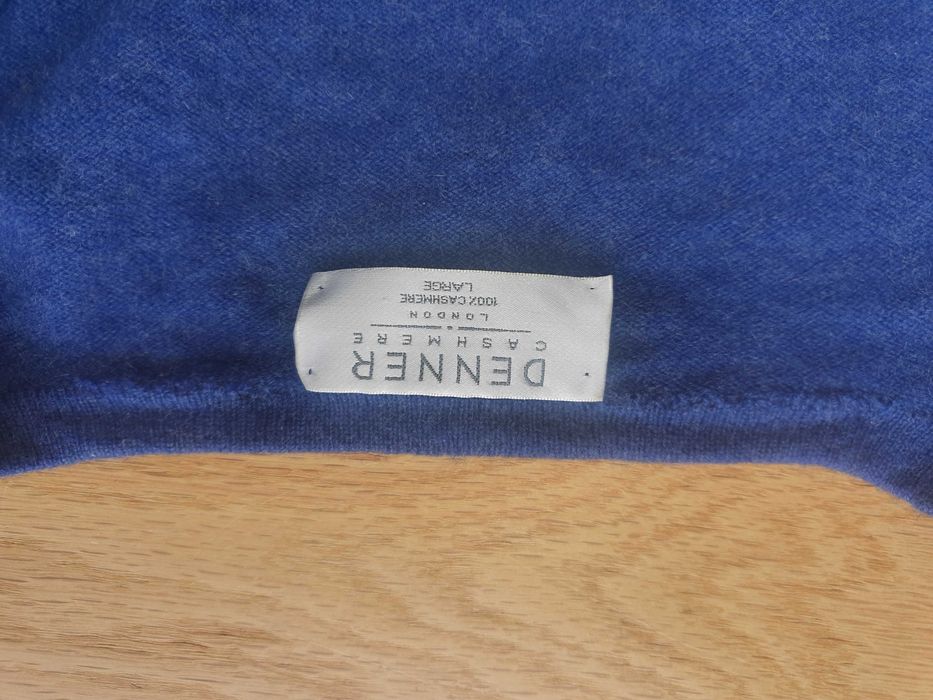 DENNER
CASHMERE
LONDON
100% CASHMERE
LARGE